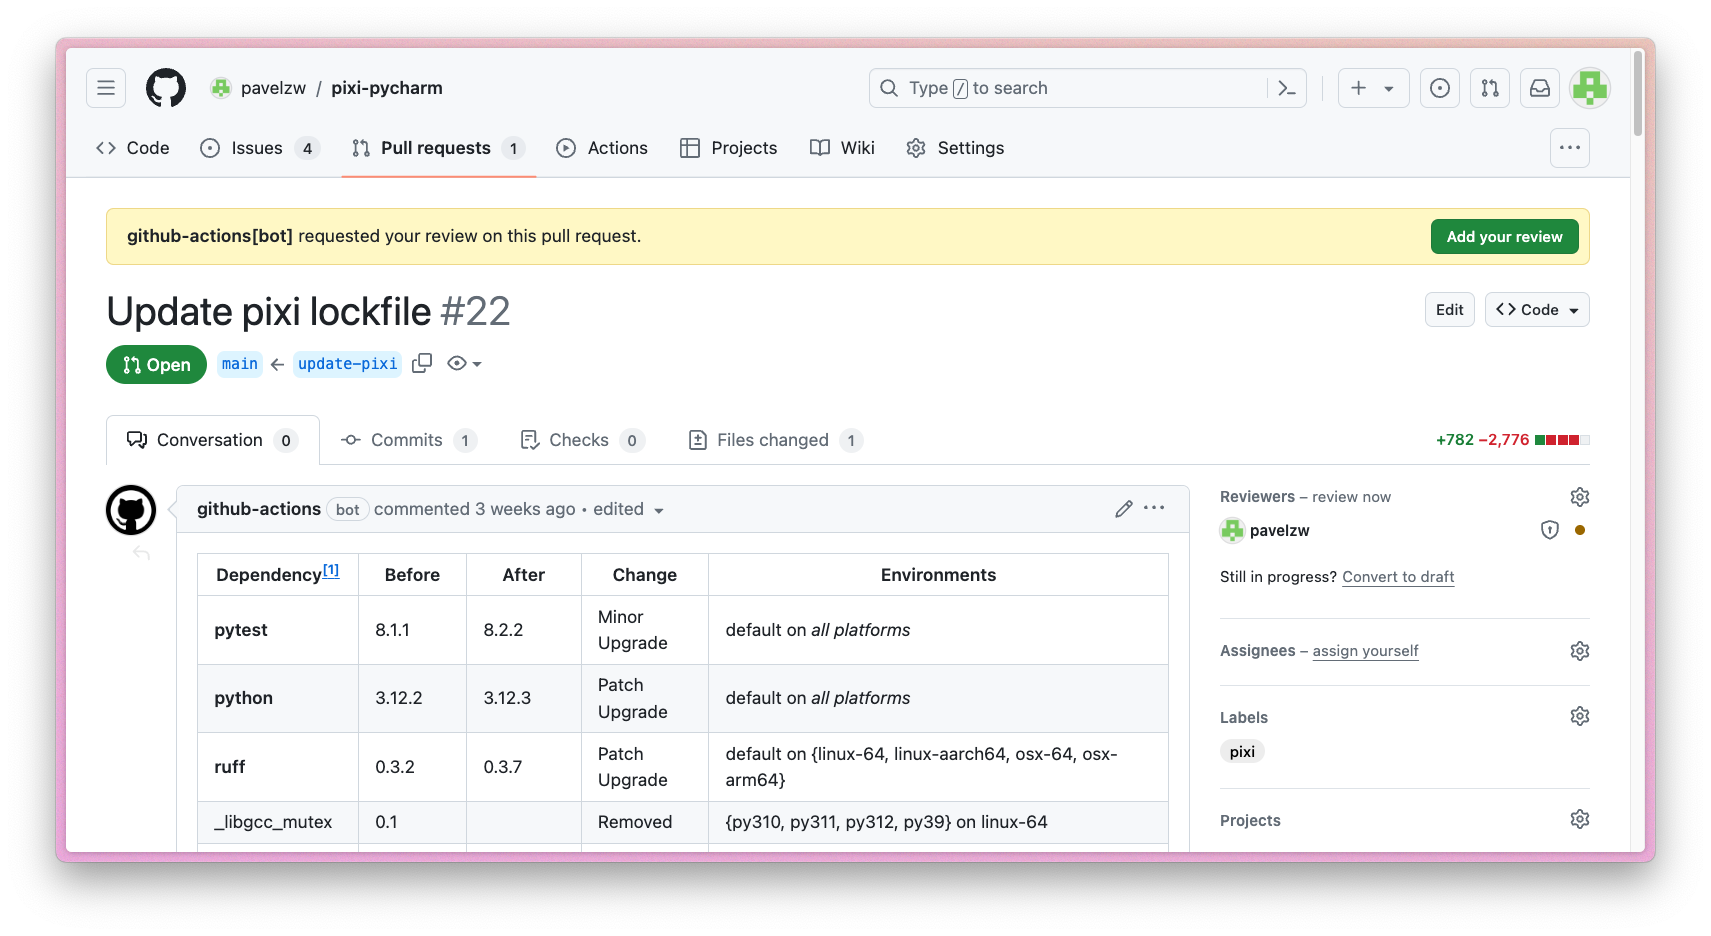 pavelzw / pixi-pycharm
Type / to search
Code
Issues 4
Pull requests 1
Actions
Projects
Wiki
Settings
github-actions[bot] requested your review on this pull request.
Add your review
Update pixi lockfile #22
Edit
Code
Open
main ← update-pixi
Conversation 0
Commits 1
Checks 0
Files changed 1
+782 −2,776
github-actions bot commented 3 weeks ago • edited
Dependency[1] Before After Change Environments
pytest 8.1.1 8.2.2 Minor Upgrade default on all platforms
python 3.12.2 3.12.3 Patch Upgrade default on all platforms
ruff 0.3.2 0.3.7 Patch Upgrade default on {linux-64, linux-aarch64, osx-64, osx-arm64}
_libgcc_mutex 0.1 Removed {py310, py311, py312, py39} on linux-64
Reviewers – review now
pavelzw
Still in progress? Convert to draft
Assignees – assign yourself
Labels
pixi
Projects